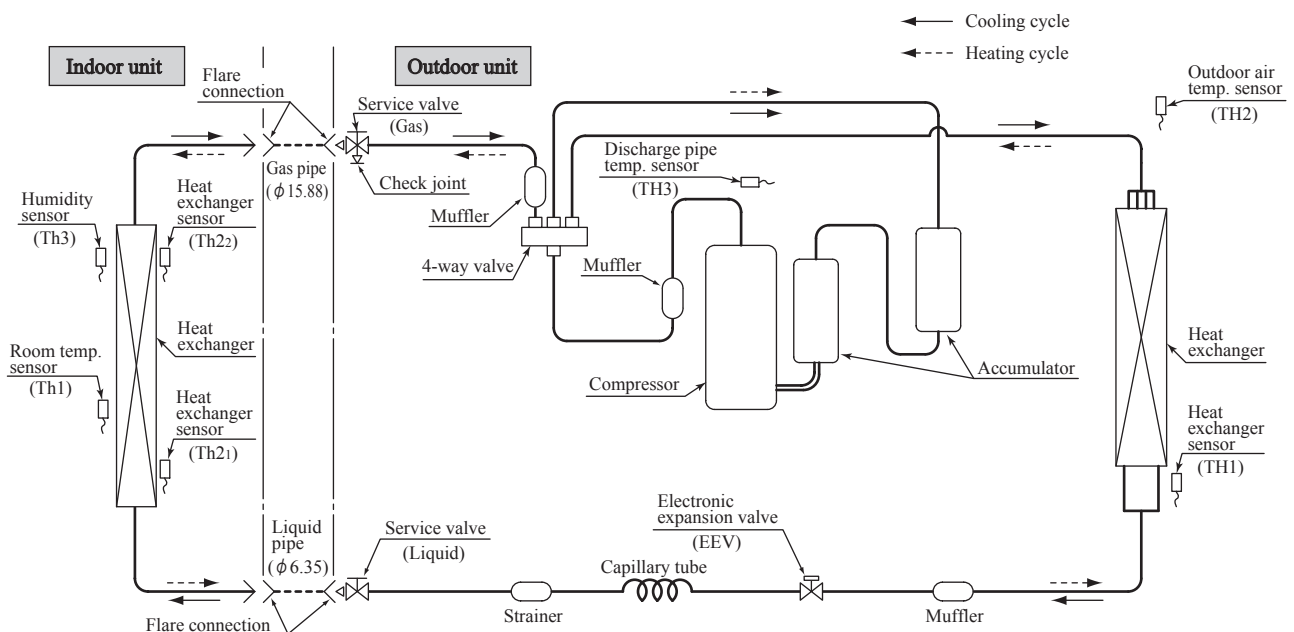 Cooling cycle
Heating cycle
Indoor unit
Outdoor unit
Flare
connection
Service valve
(Gas)
Outdoor air
temp. sensor
(TH2)
Gas pipe
(ϕ15.88)
Check joint
Discharge pipe
temp. sensor
(TH3)
Humidity
sensor
(Th3)
Heat
exchanger
sensor
(Th22)
Muffler
4-way valve
Muffler
Heat
exchanger
Room temp.
sensor
(Th1)
Heat
exchanger
Compressor
Accumulator
Heat
exchanger
sensor
(Th21)
Heat
exchanger
sensor
(TH1)
Liquid
pipe
(ϕ6.35)
Service valve
(Liquid)
Electronic
expansion valve
(EEV)
Capillary tube
Strainer
Muffler
Flare connection